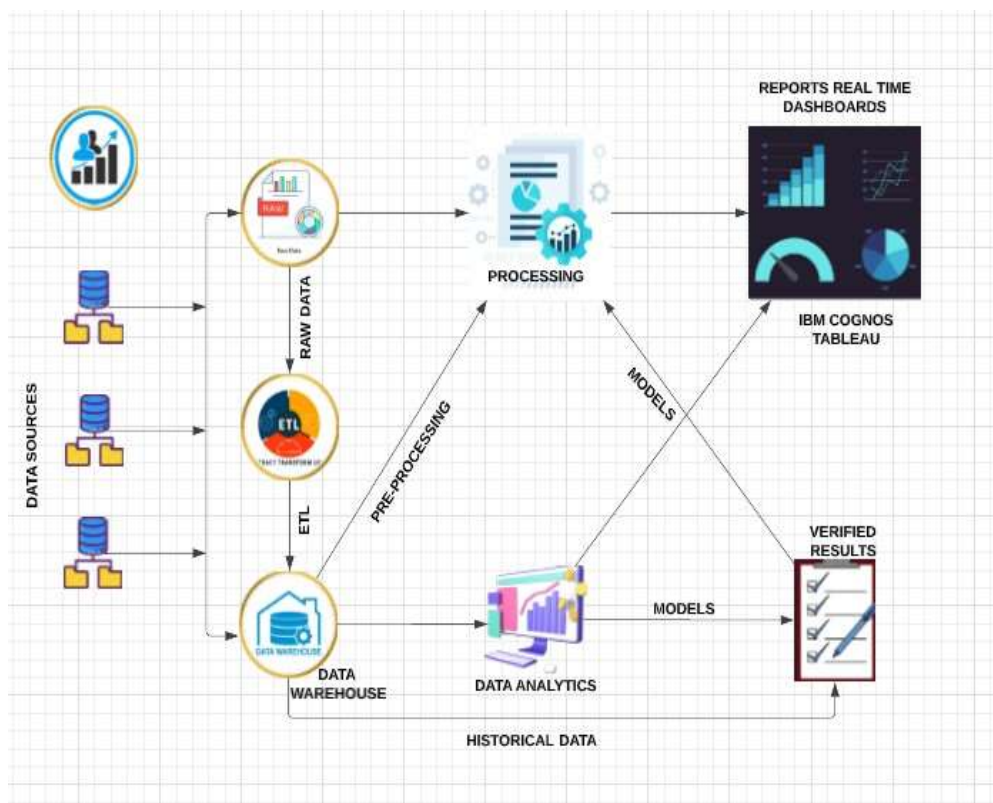 REPORTS REAL TIME
DASHBOARDS
RAW
PROCESSING
RAW DATA
IBM COGNOS
TABLEAU
DATA SOURCES
MODELS
ETL
PRE-PROCESSING
ETL
VERIFIED
RESULTS
DATA WAREHOUSE
MODELS
DATA
WAREHOUSE
DATA ANALYTICS
HISTORICAL DATA